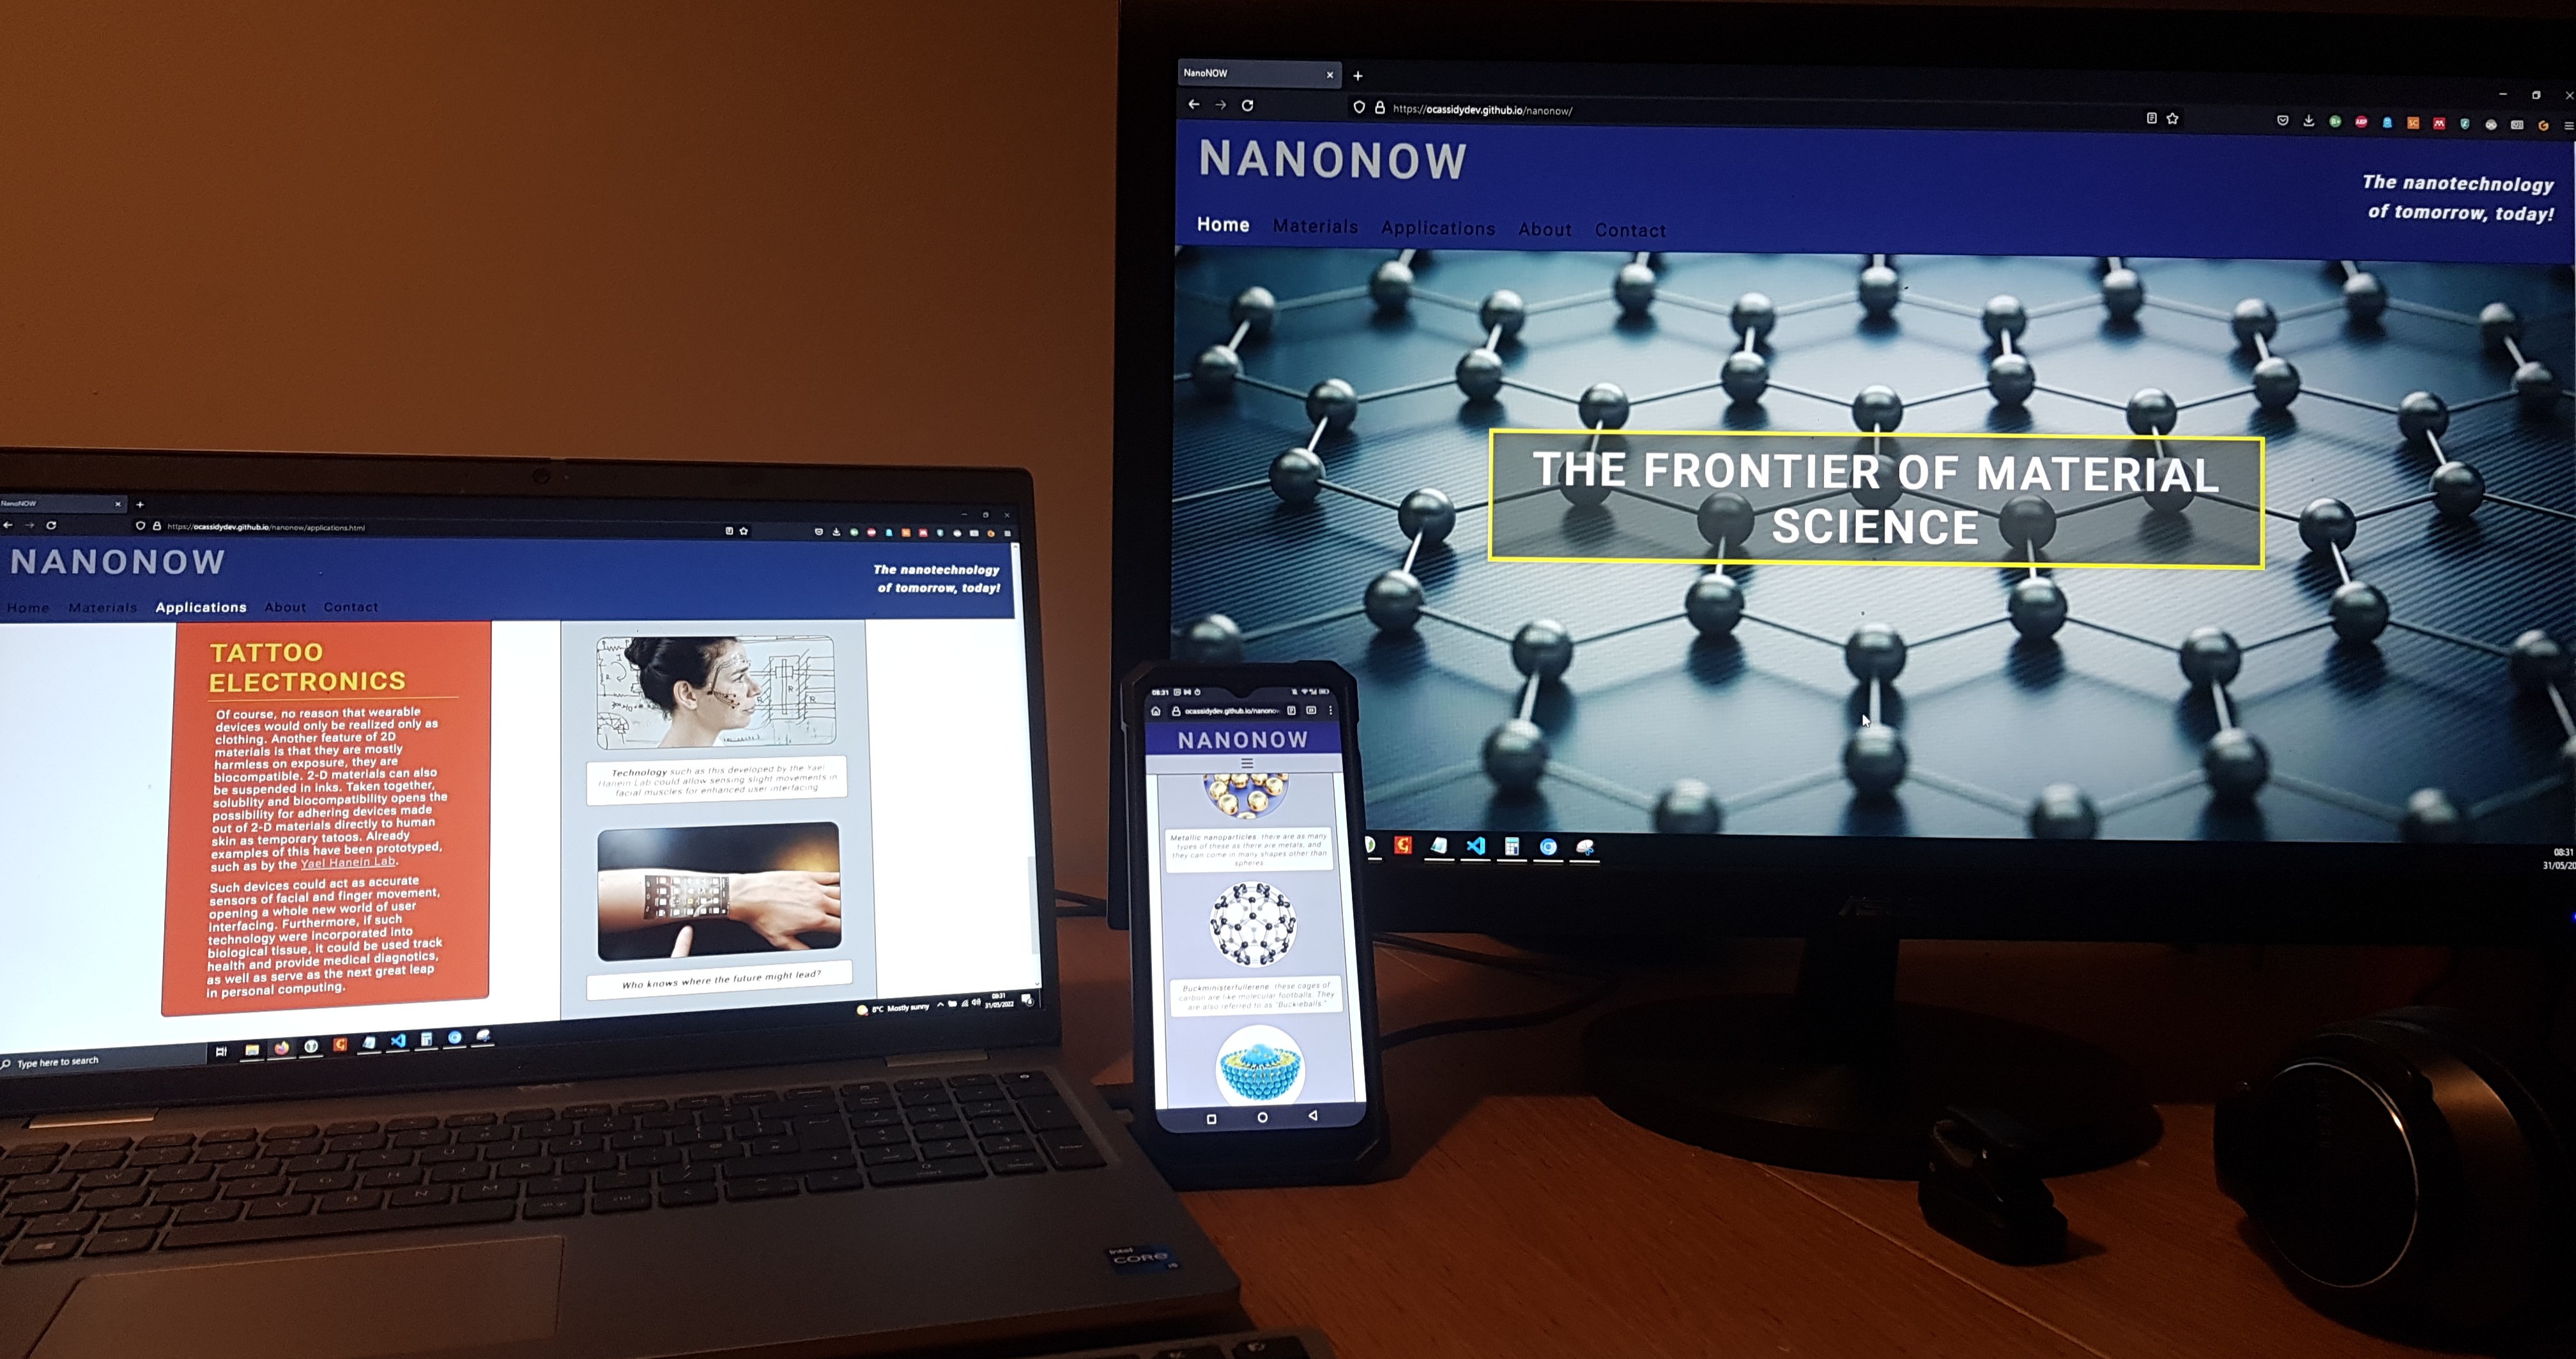 NanoNOW
https://ocassidydev.github.io/nanonow/
NANONOW
The nanotechnology
of tomorrow, today!
Home Materials Applications About Contact
THE FRONTIER OF MATERIAL
SCIENCE
08:31
NanoNOW
https://ocassidydev.github.io/nanonow/applications.html
NANONOW
The nanotechnology
of tomorrow, today!
Home Materials Applications About Contact
TATTOO
ELECTRONICS
Of course, no reason that wearable
devices would only be realized only as
clothing. Another feature of 2D
materials is that they are mostly
harmless on exposure, they are
biocompatible. 2-D materials can also
be suspended in inks. Taken together,
solublity and biocompatibility opens the
possibility for adhering devices made
out of 2-D materials directly to human
skin as temporary tatoos. Already
examples of this have been prototyped,
such as by the Yael Hanein Lab.
Such devices could act as accurate
sensors of facial and finger movement,
opening a whole new world of user
interfacing. Furthermore, if such
technology were incorporated into
biological tissue, it could be used track
health and provide medical diagnostics,
as well as serve as the next great leap
in personal computing.
Technology such as this developed by the Yael
Hanein Lab could allow sensing slight movements in
facial muscles for enhanced user interfacing
Who knows where the future might lead?
8°C Mostly sunny
08:31
31/05/2022
Type here to search
08:31
ocassidydev.github.io/nanonow
NANONOW
Metallic nanoparticles: there are as many
types of these as there are metals, and
they can come in many shapes other than
spheres
Buckministerfullerene: these cages of
carbon are like molecular footballs. They
are also referred to as "Buckieballs."
intel
CORE
i5